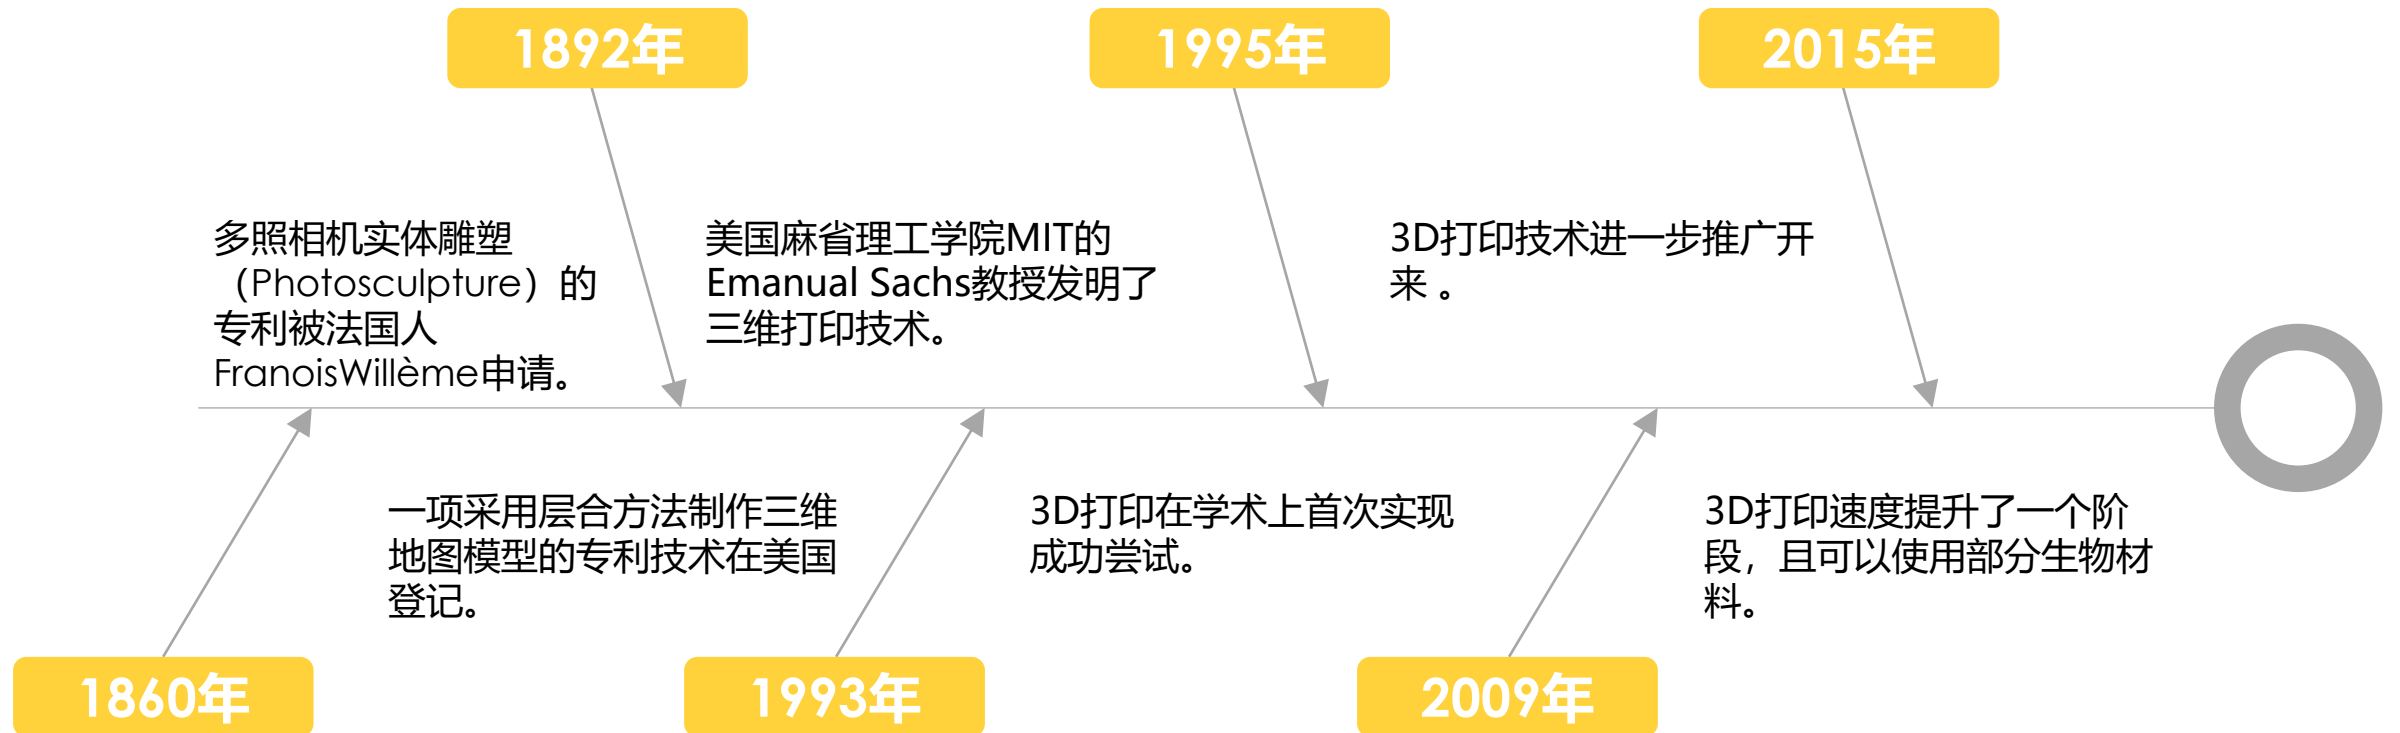 1892年
1995年
2015年
多照相机实体雕塑
（Photosculpture）的
专利被法国人
FranoisWillème申请。
美国麻省理工学院MIT的
Emanual Sachs教授发明了
三维打印技术。
3D打印技术进一步推广开
来 。
一项采用层合方法制作三维
地图模型的专利技术在美国
登记。
3D打印在学术上首次实现
成功尝试。
3D打印速度提升了一个阶
段，且可以使用部分生物材
料。
1860年
1993年
2009年